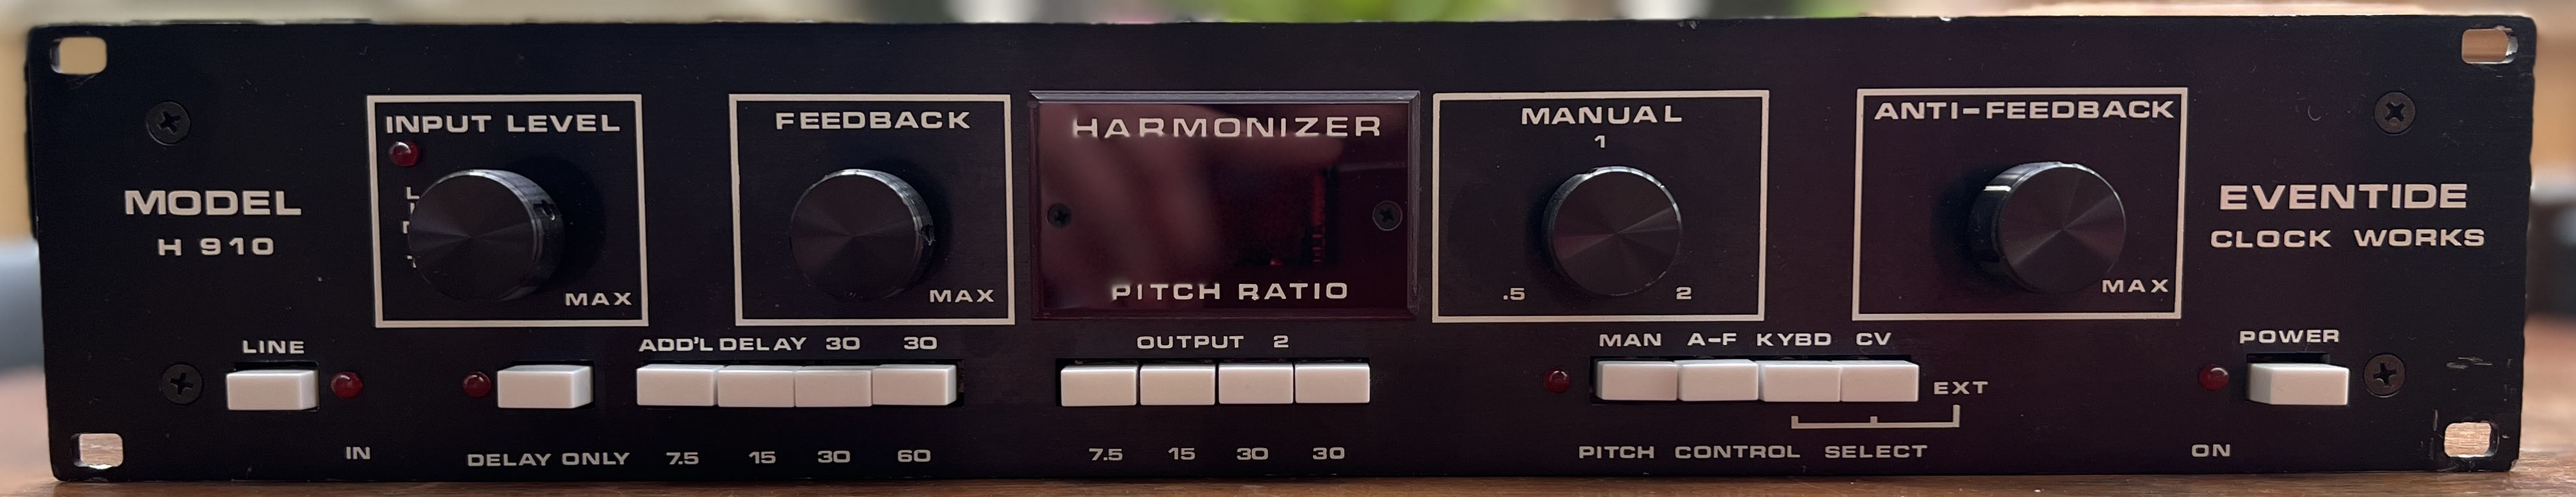 MODEL
H 910
INPUT LEVEL
MAX
FEEDBACK
MAX
HARMONIZER
PITCH RATIO
MANUAL
1
.5 2
ANTI-FEEDBACK
MAX
EVENTIDE
CLOCK WORKS
LINE
IN
DELAY ONLY
ADD'L DELAY 30 30
7.5 15 30 60
OUTPUT 2
7.5 15 30 30
MAN A-F KYBD CV
EXT
PITCH CONTROL SELECT
POWER
ON